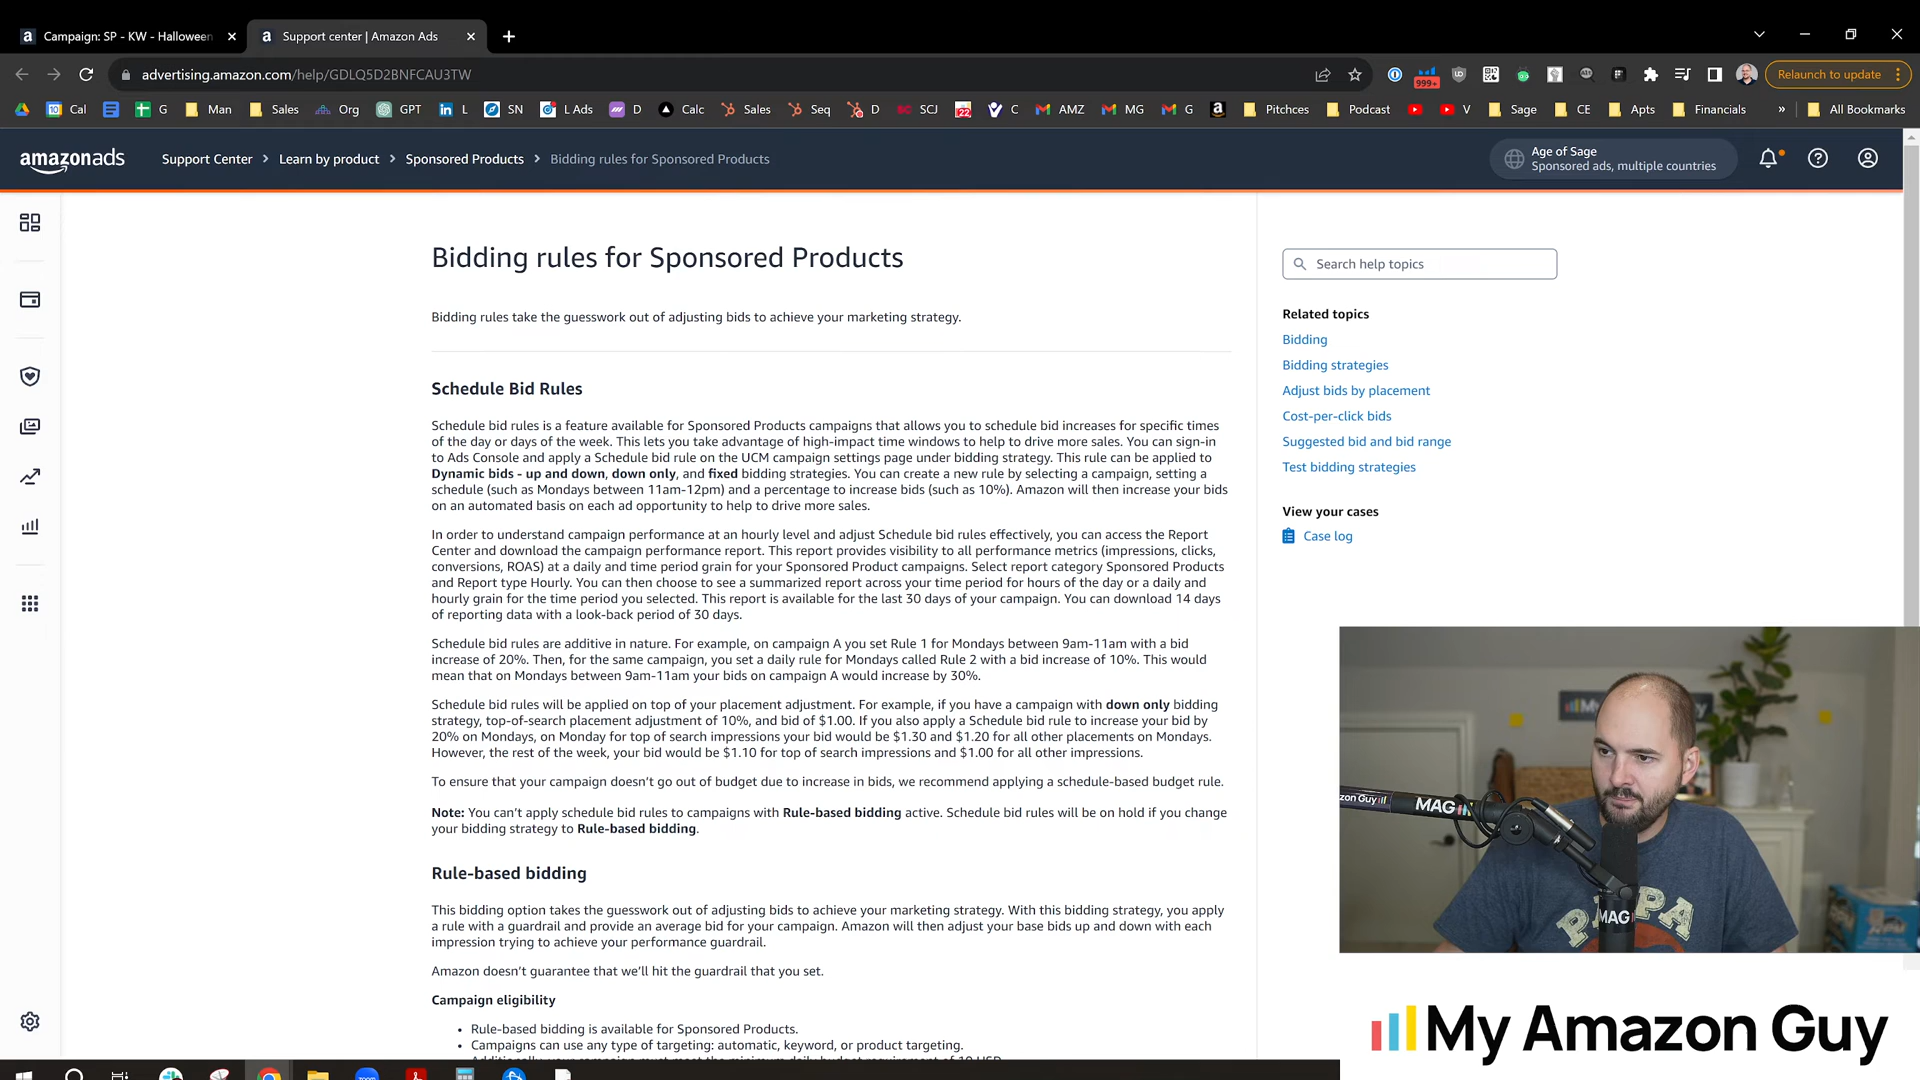 Campaign: SP - KW - Halloween
Support center | Amazon Ads
advertising.amazon.com/help/GDLQ5D2BNFCAU3TW
999+
Relaunch to update
Cal
G
Man
Sales
Org
GPT
L
SN
L Ads
D
Calc
Sales
Seq
D
SCJ
C
AMZ
MG
G
Pitchces
Podcast
V
Sage
CE
Apts
Financials
»
All Bookmarks
amazonads
Support Center > Learn by product > Sponsored Products > Bidding rules for Sponsored Products
Age of Sage
Sponsored ads, multiple countries
Bidding rules for Sponsored Products
Bidding rules take the guesswork out of adjusting bids to achieve your marketing strategy.
Schedule Bid Rules
Schedule bid rules is a feature available for Sponsored Products campaigns that allows you to schedule bid increases for specific times
of the day or days of the week. This lets you take advantage of high-impact time windows to help to drive more sales. You can sign-in
to Ads Console and apply a Schedule bid rule on the UCM campaign settings page under bidding strategy. This rule can be applied to
Dynamic bids - up and down, down only, and fixed bidding strategies. You can create a new rule by selecting a campaign, setting a
schedule (such as Mondays between 11am-12pm) and a percentage to increase bids (such as 10%). Amazon will then increase your bids
on an automated basis on each ad opportunity to help to drive more sales.
In order to understand campaign performance at an hourly level and adjust Schedule bid rules effectively, you can access the Report
Center and download the campaign performance report. This report provides visibility to all performance metrics (impressions, clicks,
conversions, ROAS) at a daily and time period grain for your Sponsored Product campaigns. Select report category Sponsored Products
and Report type Hourly. You can then choose to see a summarized report across your time period for hours of the day or a daily and
hourly grain for the time period you selected. This report is available for the last 30 days of your campaign. You can download 14 days
of reporting data with a look-back period of 30 days.
Schedule bid rules are additive in nature. For example, on campaign A you set Rule 1 for Mondays between 9am-11am with a bid
increase of 20%. Then, for the same campaign, you set a daily rule for Mondays called Rule 2 with a bid increase of 10%. This would
mean that on Mondays between 9am-11am your bids on campaign A would increase by 30%.
Schedule bid rules will be applied on top of your placement adjustment. For example, if you have a campaign with down only bidding
strategy, top-of-search placement adjustment of 10%, and bid of $1.00. If you also apply a Schedule bid rule to increase your bid by
20% on Mondays, on Monday for top of search impressions your bid would be $1.30 and $1.20 for all other placements on Mondays.
However, the rest of the week, your bid would be $1.10 for top of search impressions and $1.00 for all other impressions.
To ensure that your campaign doesn't go out of budget due to increase in bids, we recommend applying a schedule-based budget rule.
Note: You can't apply schedule bid rules to campaigns with Rule-based bidding active. Schedule bid rules will be on hold if you change
your bidding strategy to Rule-based bidding.
Rule-based bidding
This bidding option takes the guesswork out of adjusting bids to achieve your marketing strategy. With this bidding strategy, you apply
a rule with a guardrail and provide an average bid for your campaign. Amazon will then adjust your base bids up and down with each
impression trying to achieve your performance guardrail.
Amazon doesn't guarantee that we'll hit the guardrail that you set.
Campaign eligibility
• Rule-based bidding is available for Sponsored Products.
• Campaigns can use any type of targeting: automatic, keyword, or product targeting.
Search help topics
Related topics
Bidding
Bidding strategies
Adjust bids by placement
Cost-per-click bids
Suggested bid and bid range
Test bidding strategies
View your cases
Case log
MAG
MAG
My Amazon Guy